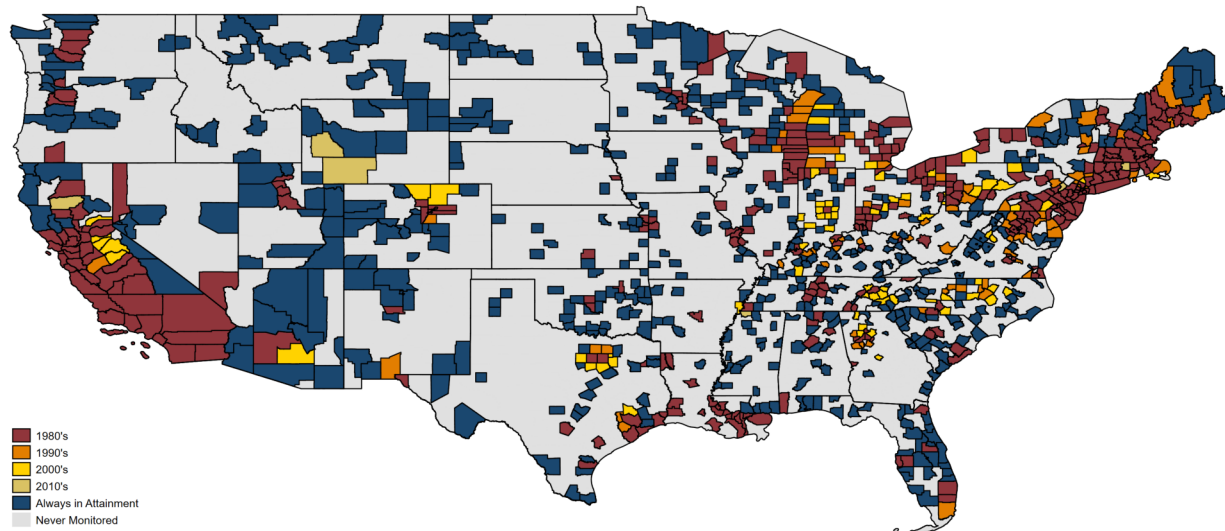 1980's
1990's
2000's
2010's
Always in Attainment
Never Monitored